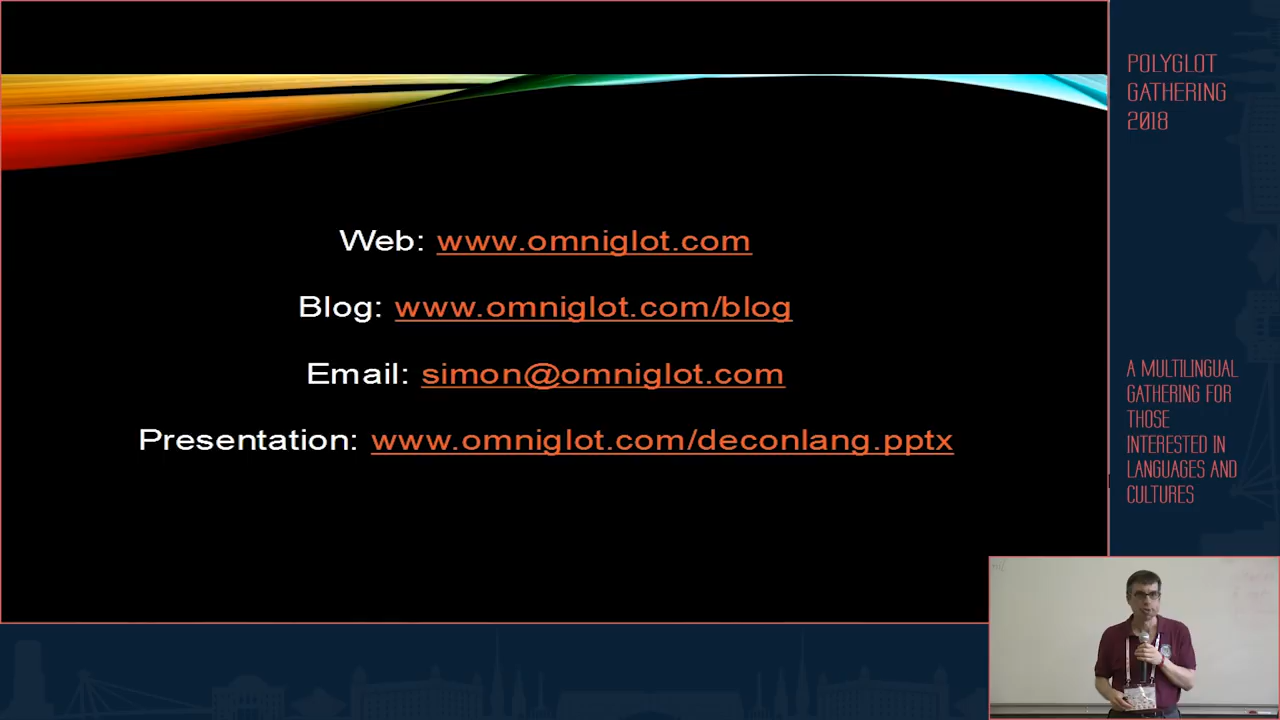 Web: www.omniglot.com
Blog: www.omniglot.com/blog
Email: simon@omniglot.com
Presentation: www.omniglot.com/deconlang.pptx
POLYGLOT
GATHERING
2018
A MULTILINGUAL
GATHERING FOR
THOSE
INTERESTED IN
LANGUAGES AND
CULTURES